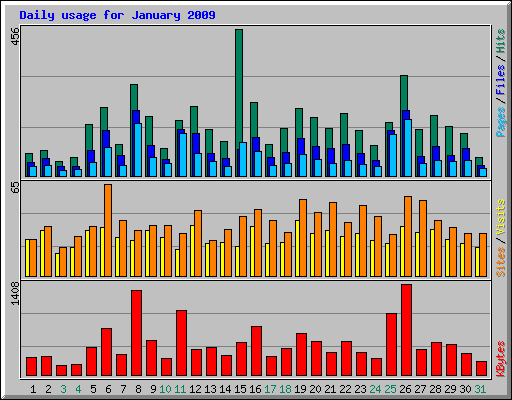 Daily usage for January 2009
456
Pages / Files / Hits
65
Sites / Visits
1408
KBytes
1 2 3 4 5 6 7 8 9 10 11 12 13 14 15 16 17 18 19 20 21 22 23 24 25 26 27 28 29 30 31